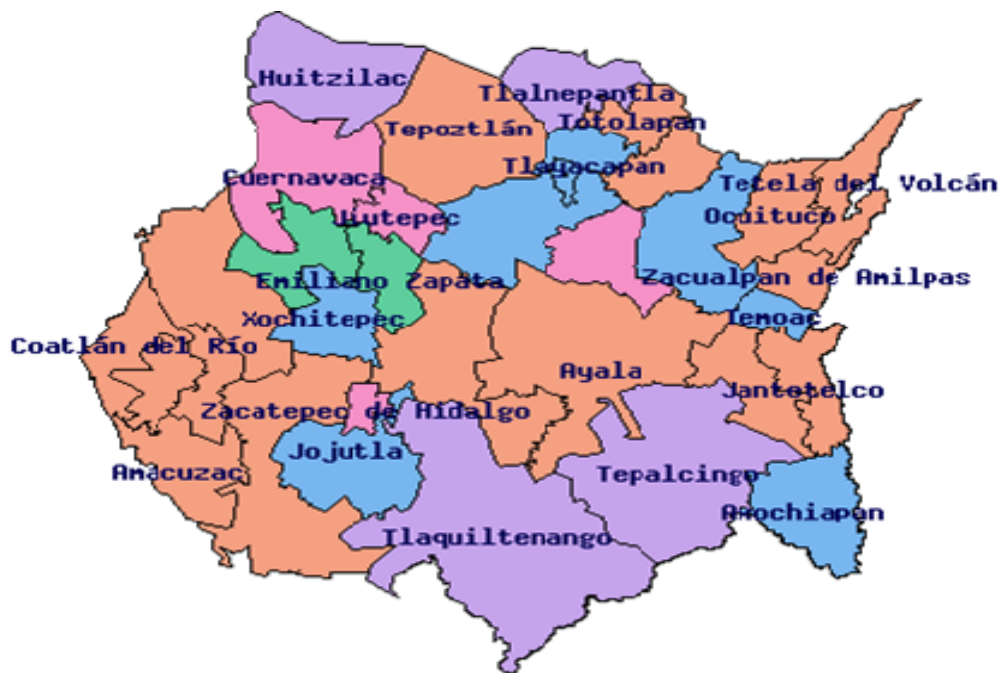 Huitzilac
Tlalnepantla
Totolapan
Tepoztlán
Tlayacapan
Cuernavaca
Tetela del Volcán
Jiutepec
Ocuituco
Emiliano Zapata
Zacualpan de Amilpas
Xochitepec
Temoac
Coatlán del Río
Ayala
Jantetelco
Zacatepec de Hidalgo
Jojutla
Amacuzac
Tepalcingo
Axochiapan
Tlaquiltenango